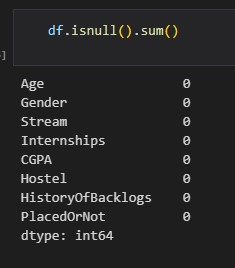 df.isnull().sum()
Age 0
Gender 0
Stream 0
Internships 0
CGPA 0
Hostel 0
HistoryOfBacklogs 0
PlacedOrNot 0
dtype: int64